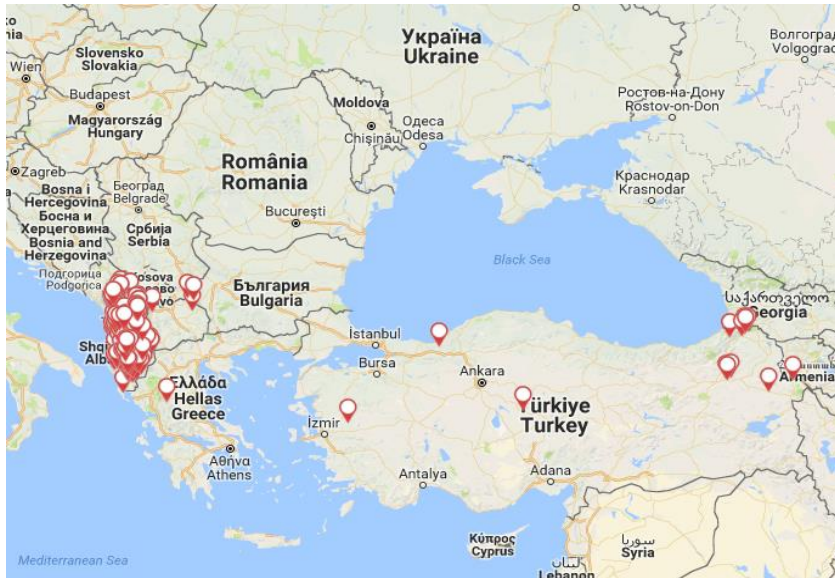 Україна
Ukraine
Волгоград
Volgograd
Slovensko
Slovakia
Wien
Budapest
Magyarország
Hungary
Moldova
Chișinău
Одеса
Odesa
Ростов-на-Дону
Rostov-on-Don
Zagreb
România
Romania
Краснодар
Krasnodar
Bosna i
Hercegovina
Босна и
Херцеговина
Bosnia and
Herzegovina
Београд
Belgrade
Србија
Serbia
București
Подгорица
Podgorica
България
Bulgaria
Black Sea
საქართველო
Georgia
İstanbul
Bursa
Ankara
Armenia
Ελλάδα
Hellas
Greece
İzmir
Türkiye
Turkey
Αθήνα
Athens
Antalya
Adana
Κύπρος
Cyprus
سوريا
Syria
لبنان
Lebanon
Mediterranean Sea